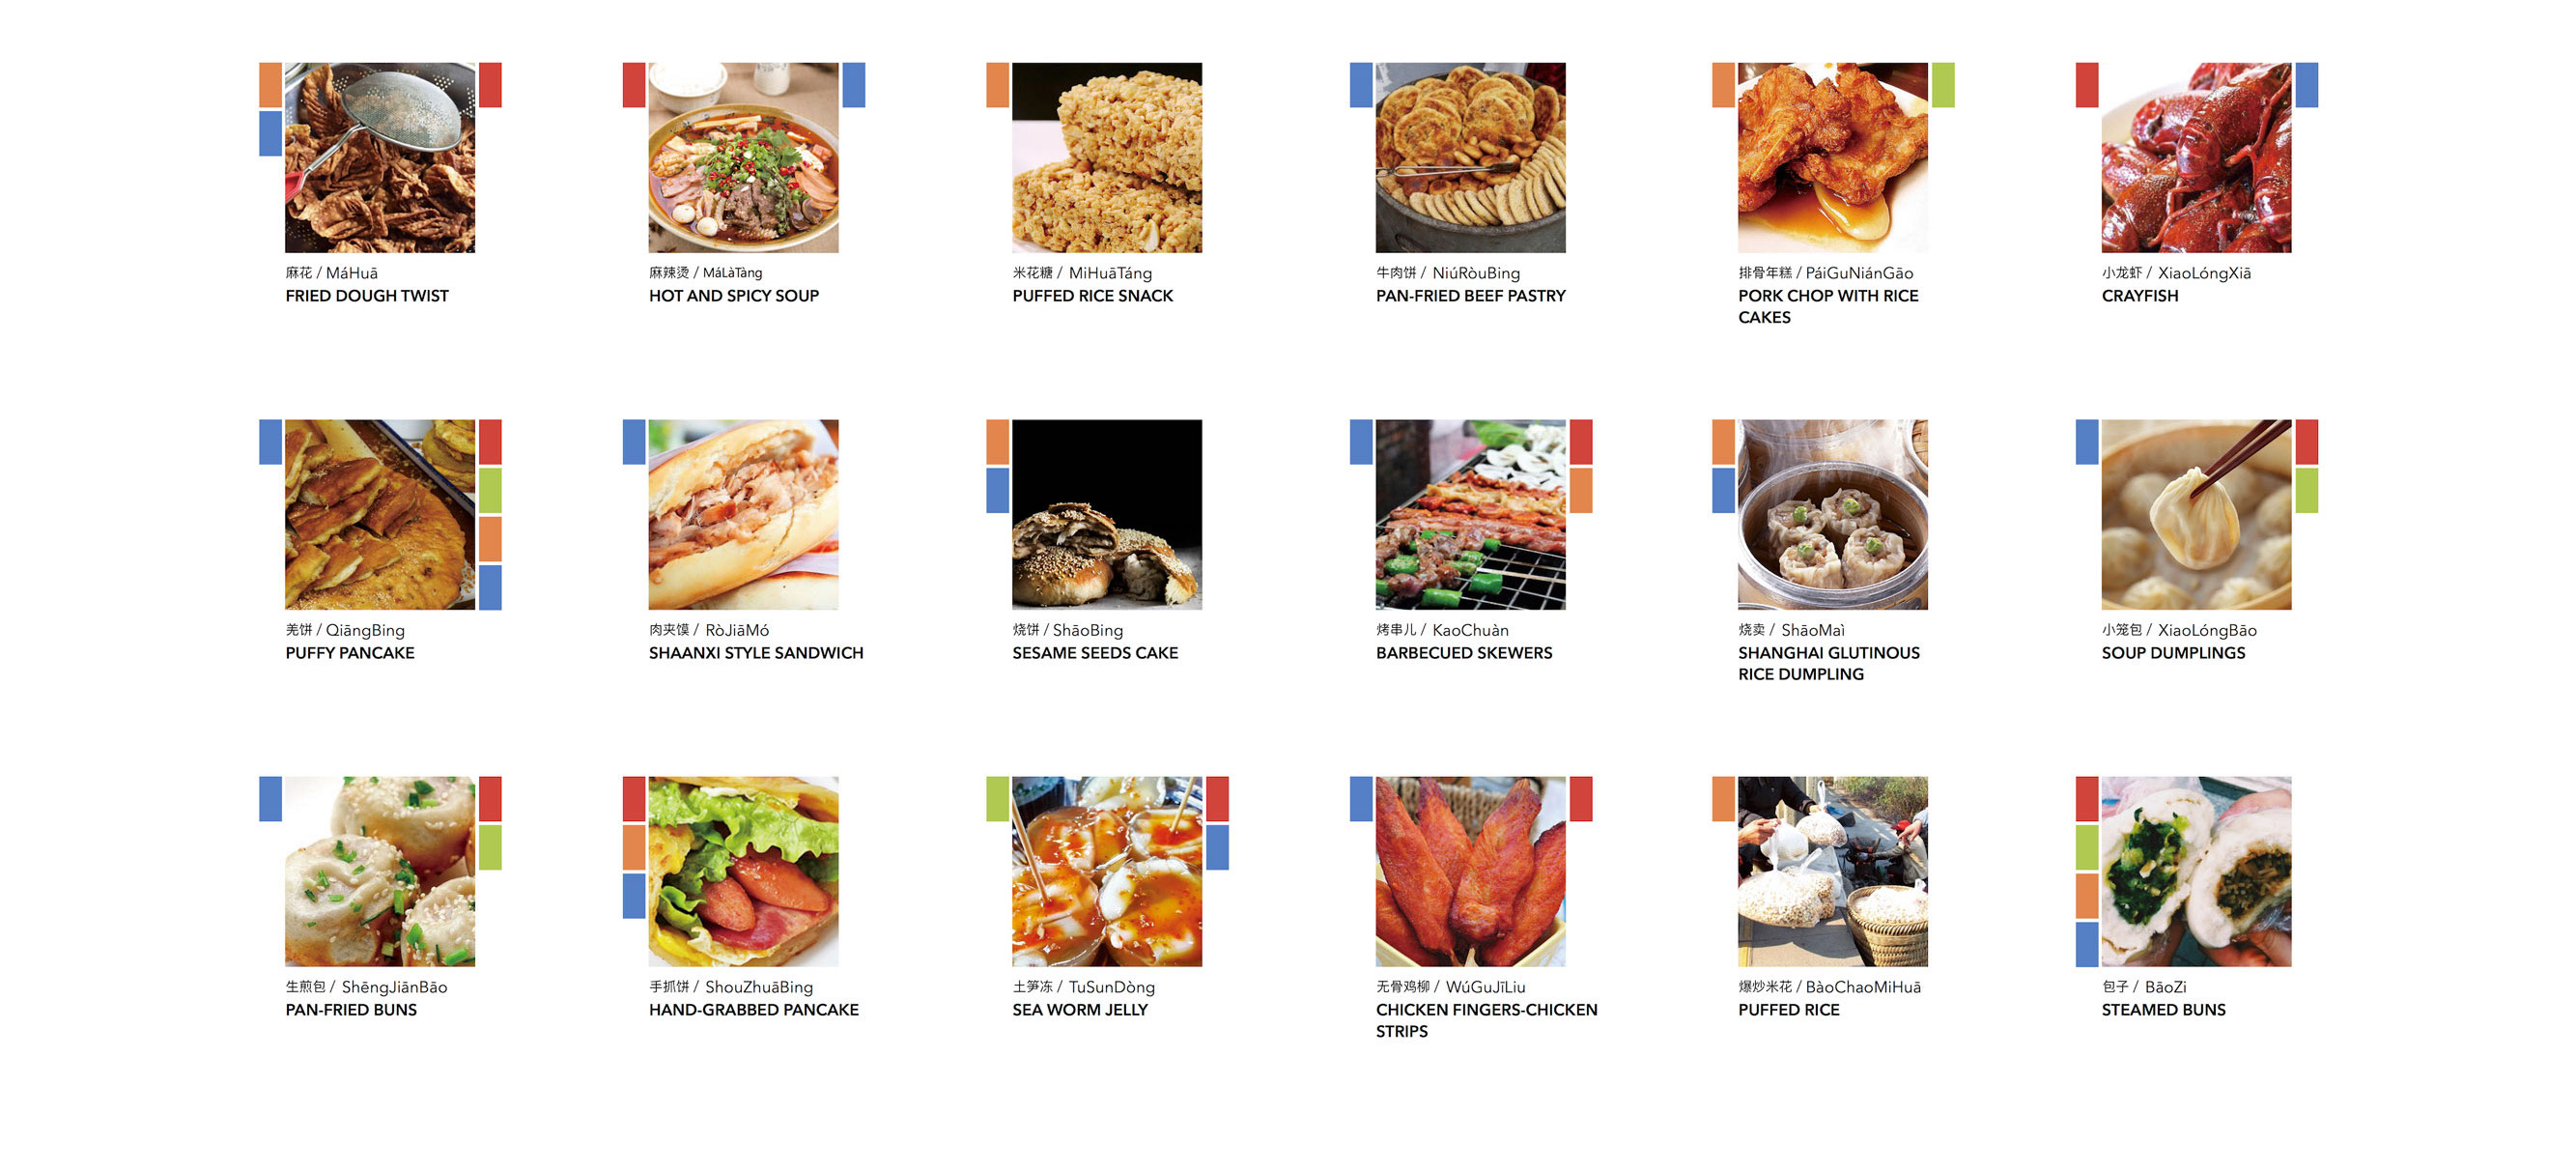 麻花 / MáHuā
FRIED DOUGH TWIST
麻辣烫 / MáLàTàng
HOT AND SPICY SOUP
米花糖 / MiHuāTáng
PUFFED RICE SNACK
牛肉饼 / NiúRòuBing
PAN-FRIED BEEF PASTRY
排骨年糕 / PáiGuNiánGāo
PORK CHOP WITH RICE
CAKES
小龙虾 / XiaoLóngXiā
CRAYFISH
羌饼 / QiāngBing
PUFFY PANCAKE
肉夹馍 / RòJiāMó
SHAANXI STYLE SANDWICH
烧饼 / ShāoBing
SESAME SEEDS CAKE
烤串儿 / KaoChuàn
BARBECUED SKEWERS
烧卖 / ShāoMaì
SHANGHAI GLUTINOUS
RICE DUMPLING
小笼包 / XiaoLóngBāo
SOUP DUMPLINGS
生煎包 / ShēngJiānBāo
PAN-FRIED BUNS
手抓饼 / ShouZhuāBing
HAND-GRABBED PANCAKE
土笋冻 / TuSunDòng
SEA WORM JELLY
无骨鸡柳 / WúGuJīLiu
CHICKEN FINGERS-CHICKEN
STRIPS
爆炒米花 / BàoChaoMiHuā
PUFFED RICE
包子 / BāoZi
STEAMED BUNS